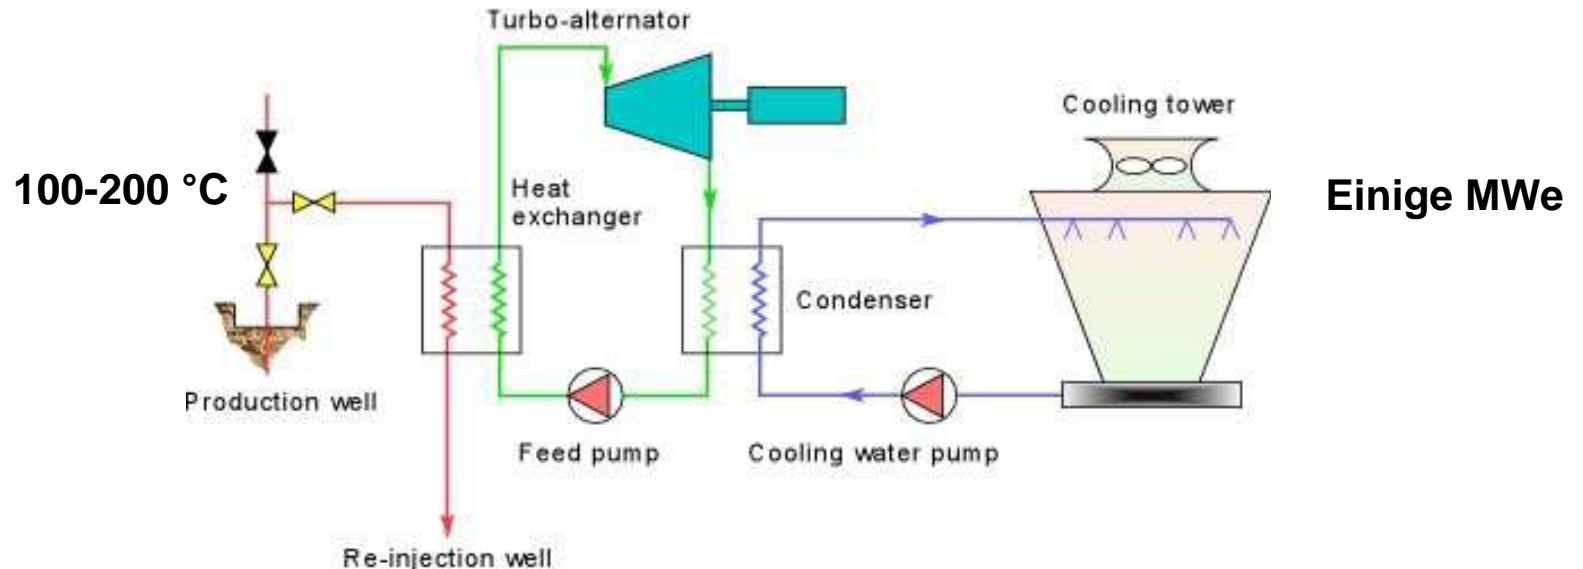 Turbo-alternator
Cooling tower
100-200 °C
Heat
exchanger
Einige MWe
Condenser
Production well
Feed pump
Cooling water pump
Re-injection well